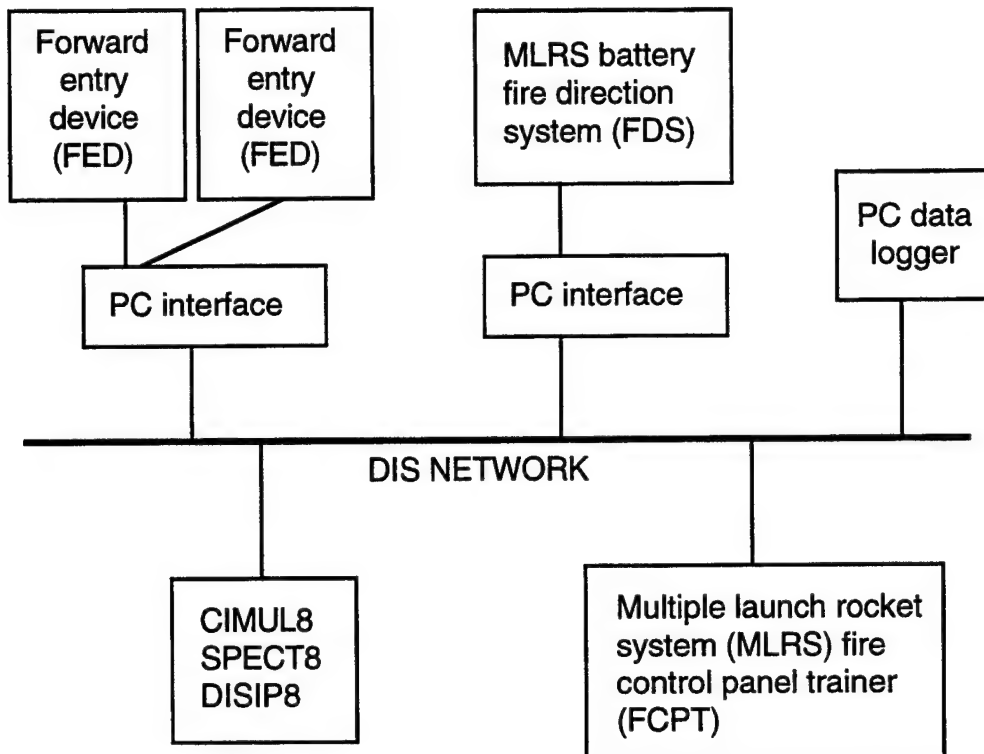 Forward
entry
device
(FED)
Forward
entry
device
(FED)
MLRS battery
fire direction
system (FDS)
PC data
logger
PC interface
PC interface
DIS NETWORK
CIMUL8
SPECT8
DISIP8
Multiple launch rocket
system (MLRS) fire
control panel trainer
(FCPT)